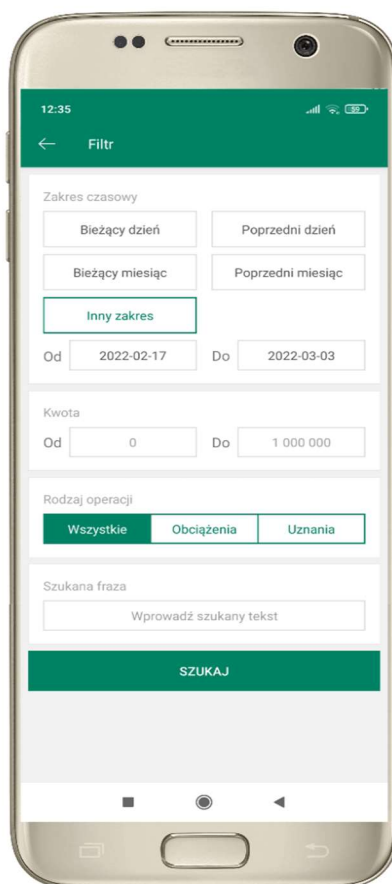 12:35
59
Filtr
Zakres czasowy
Bieżący dzień Poprzedni dzień
Bieżący miesiąc Poprzedni miesiąc
Inny zakres
Od 2022-02-17 Do 2022-03-03
Kwota
Od 0 Do 1 000 000
Rodzaj operacji
Wszystkie Obciążenia Uznania
Szukana fraza
Wprowadź szukany tekst
SZUKAJ